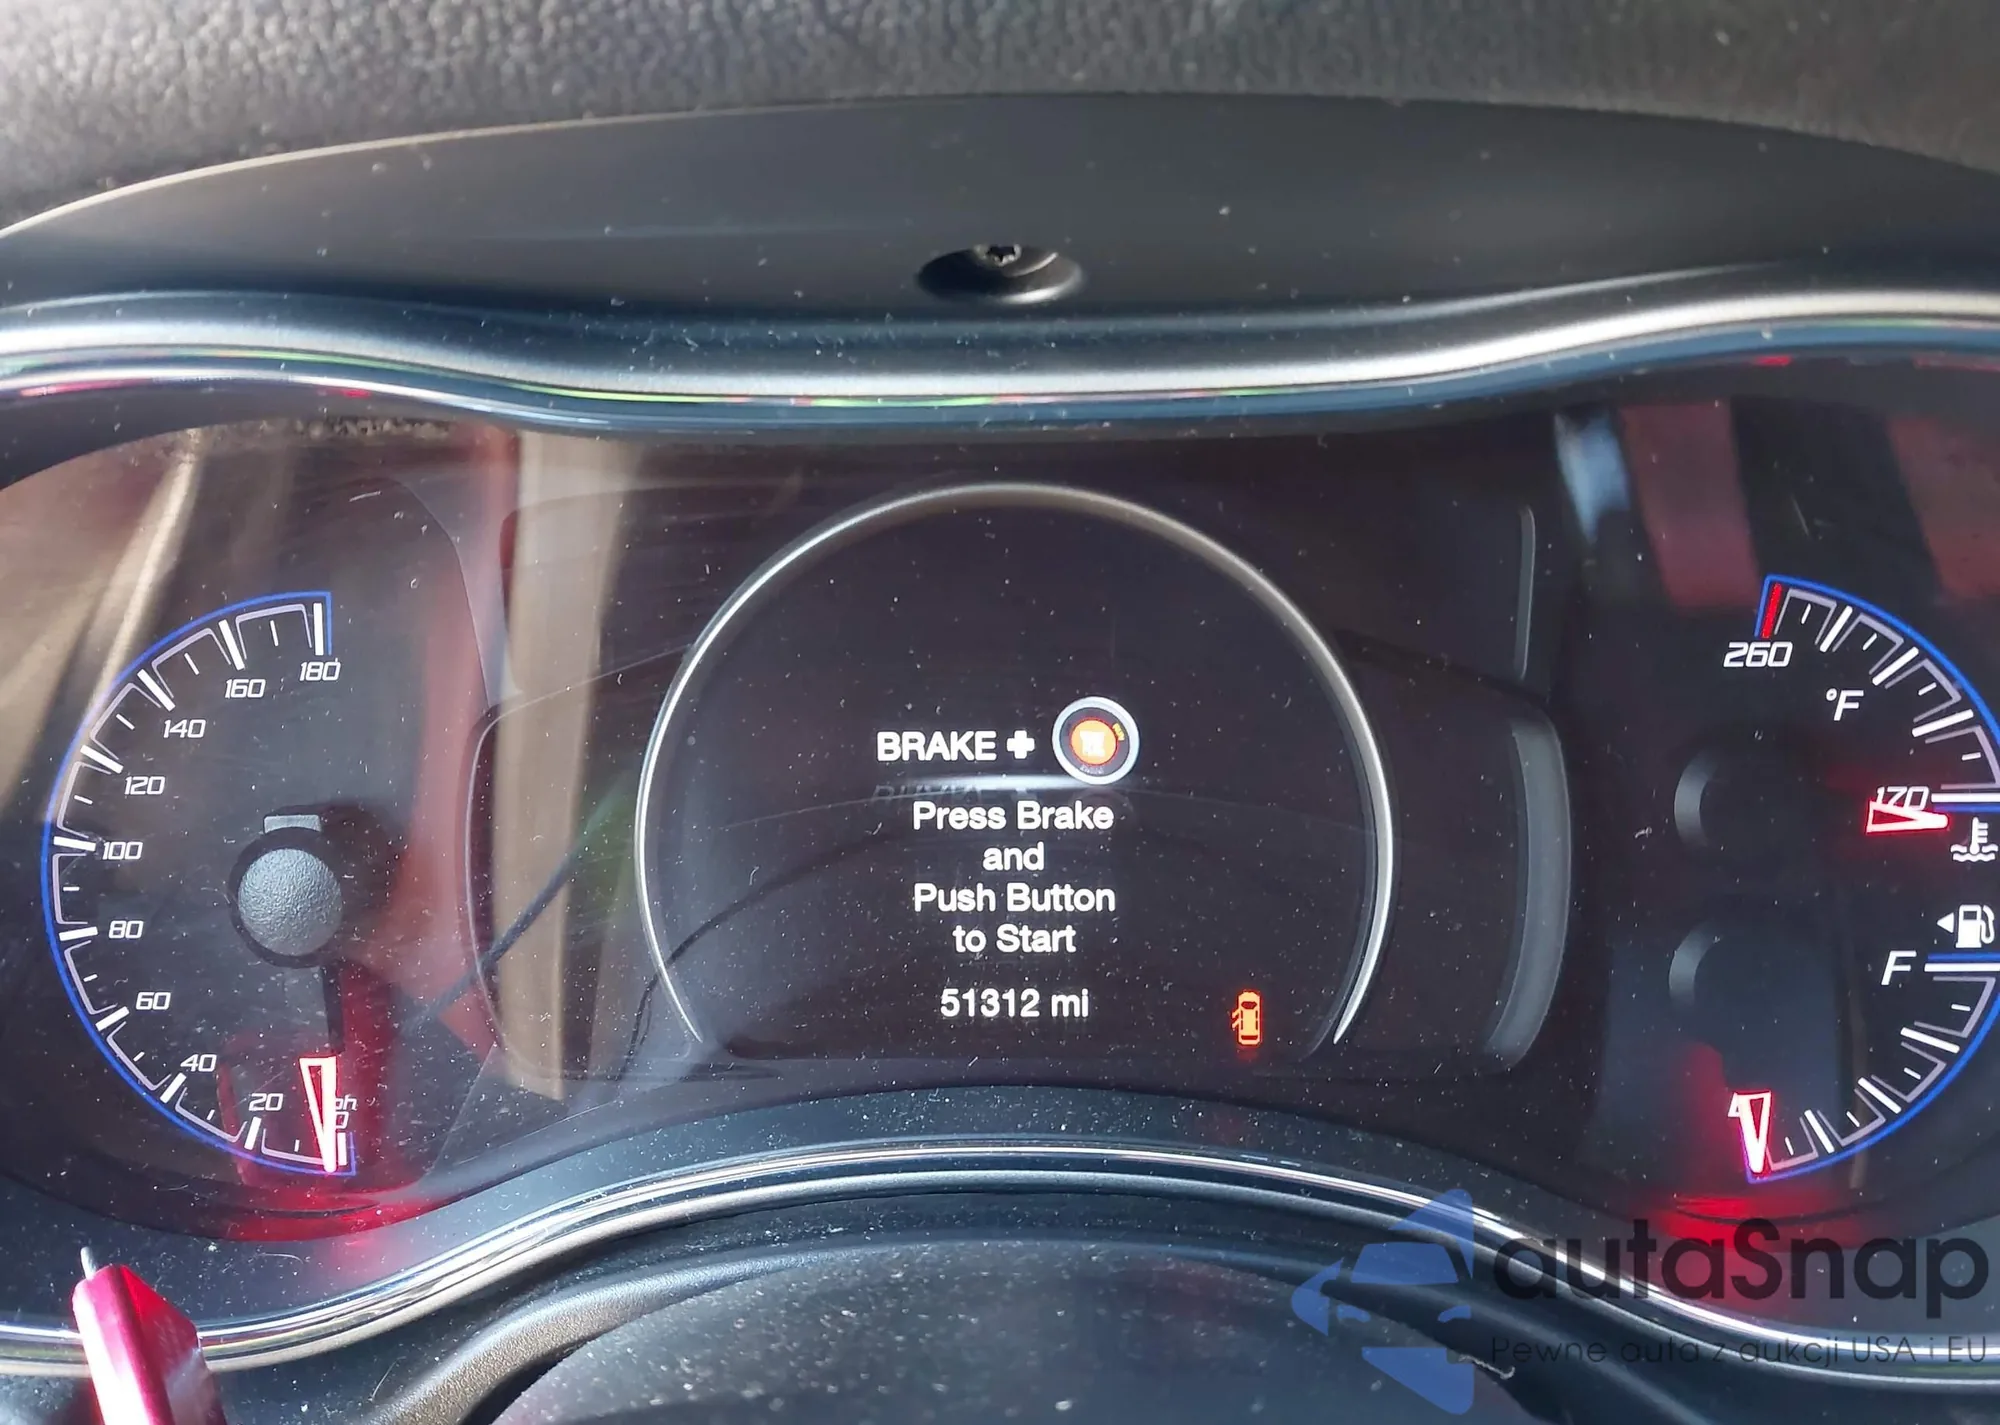 180
160
140
120
100
80
60
40
20
BRAKE +
Press Brake
and
Push Button
to Start
51312 mi
260
°F
170
F
autaSnap
Pewne auta z aukcji USA i EU